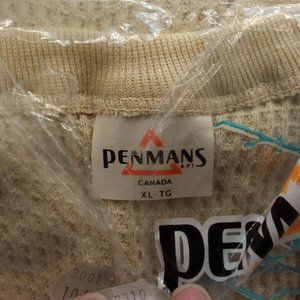 PENMANS
A.P.T.
CANADA
XL-TG
PENM